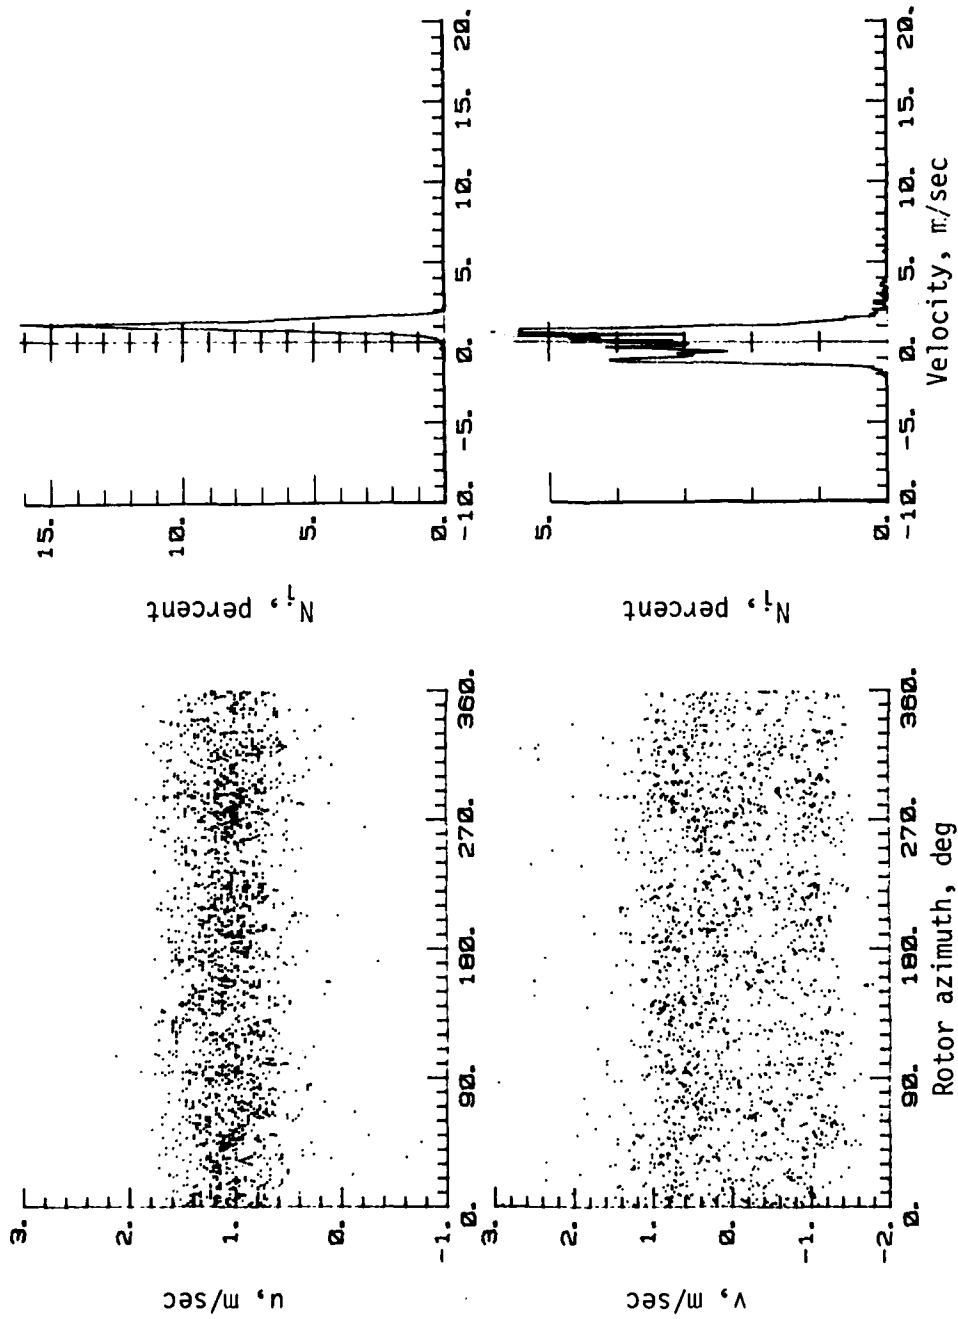 u, m/sec
3.
2.
1.
0.
-1.
0. 90. 180. 270. 360.
N_i, percent
15.
10.
5.
0.
-10. -5. 0. 5. 10. 15. 20.
v, m/sec
3.
2.
1.
0.
-2.
0. 90. 180. 270. 360.
Rotor azimuth, deg
N_i, percent
5.
0.
-10. -5. 0. 5. 10. 15. 20.
Velocity, m/sec